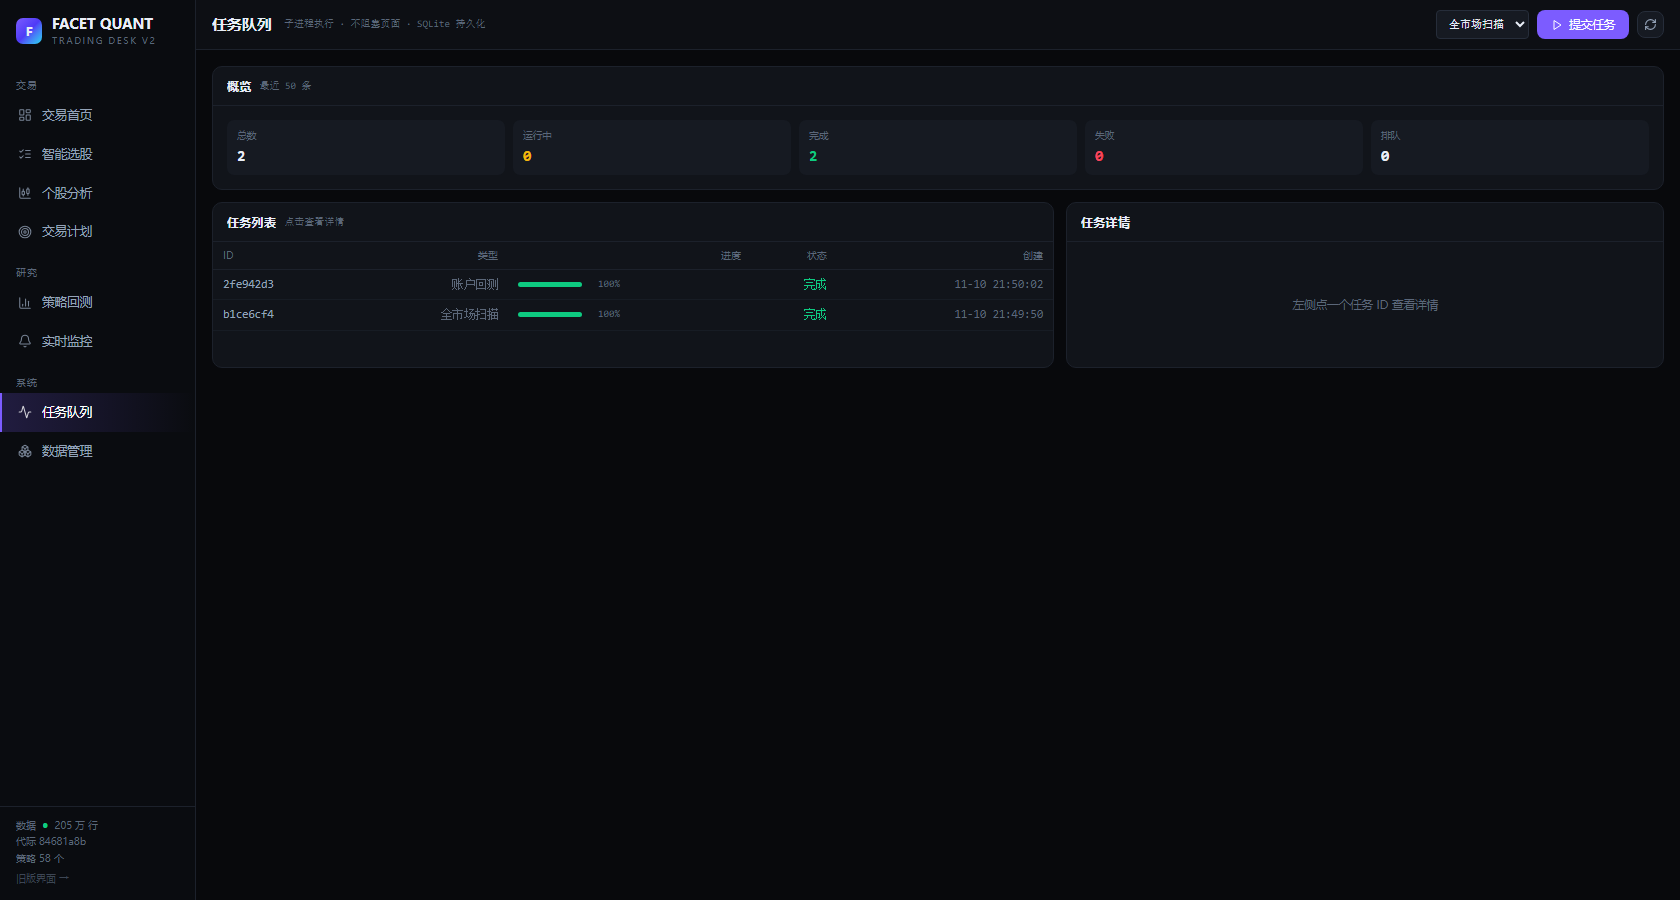 F
FACET QUANT
TRADING DESK V2
交易
交易首页
智能选股
个股分析
交易计划
研究
策略回测
实时监控
系统
任务队列
数据管理
数据 205 万 行
代际 84681a8b
策略 58 个
旧版界面 →
任务队列 子进程执行 · 不阻塞页面 · SQLite 持久化
全市场扫描
提交任务
概览 最近 50 条
总数
2
运行中
0
完成
2
失败
0
排队
0
任务列表 点击查看详情
ID 类型 进度 状态 创建
2fe942d3 账户回测 100% 完成 11-10 21:50:02
b1ce6cf4 全市场扫描 100% 完成 11-10 21:49:50
任务详情
左侧点一个任务 ID 查看详情